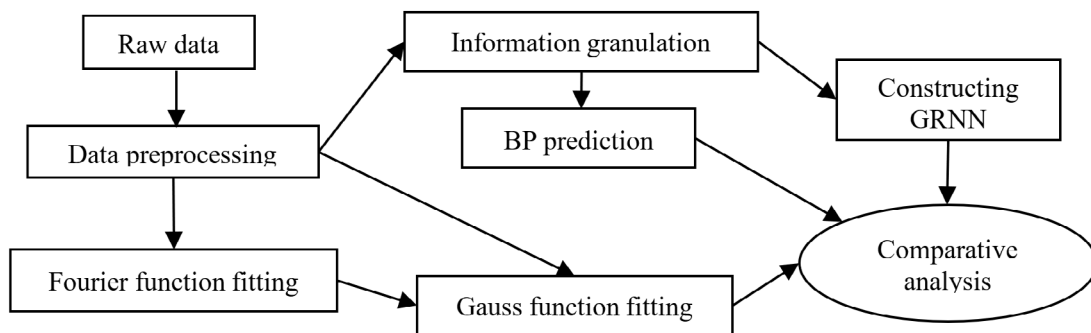 Raw data
Information granulation
Constructing
GRNN
Data preprocessing
BP prediction
Fourier function fitting
Gauss function fitting
Comparative
analysis